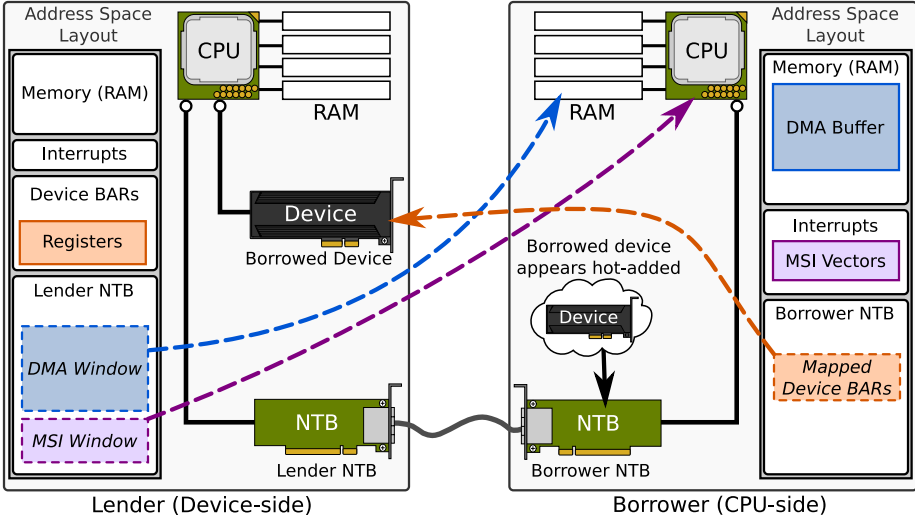 Address Space
Layout
Memory (RAM)
Interrupts
Device BARs
Registers
Lender NTB
DMA Window
MSI Window
CPU
RAM
Device
Borrowed Device
NTB
Lender NTB
Lender (Device-side)
RAM
CPU
Borrowed device
appears hot-added
Device
NTB
Borrower NTB
Address Space
Layout
Memory (RAM)
DMA Buffer
Interrupts
MSI Vectors
Borrower NTB
Mapped
Device BARs
Borrower (CPU-side)